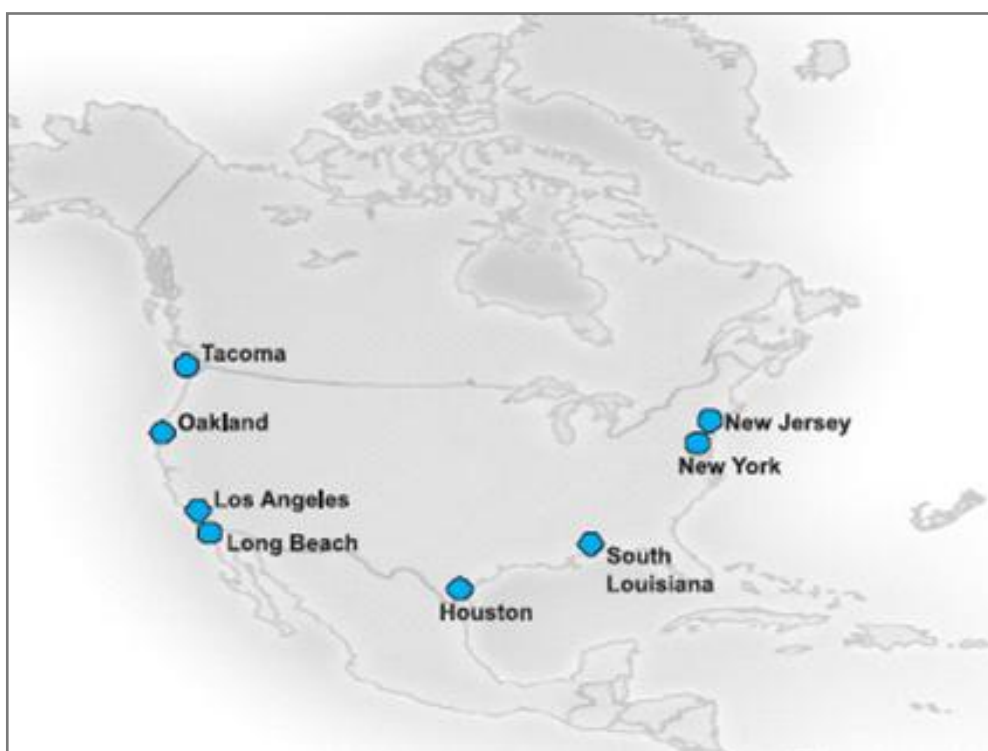 Tacoma
Oakland
New Jersey
New York
Los Angeles
Long Beach
South
Louisiana
Houston